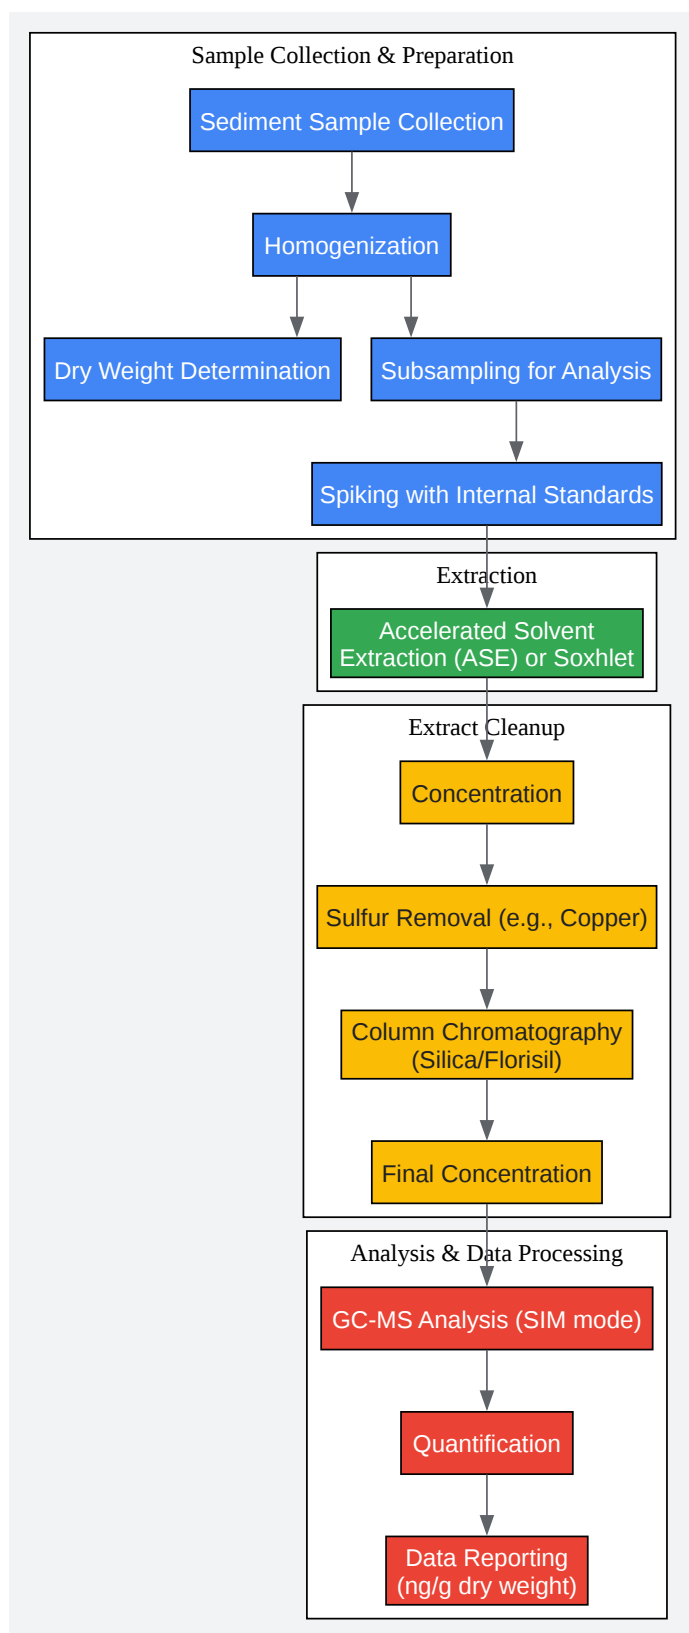 Sample Collection & Preparation
Sediment Sample Collection
Homogenization
Dry Weight Determination
Subsampling for Analysis
Spiking with Internal Standards
Extraction
Accelerated Solvent
Extraction (ASE) or Soxhlet
Extract Cleanup
Concentration
Sulfur Removal (e.g., Copper)
Column Chromatography
(Silica/Florisil)
Final Concentration
Analysis & Data Processing
GC-MS Analysis (SIM mode)
Quantification
Data Reporting
(ng/g dry weight)